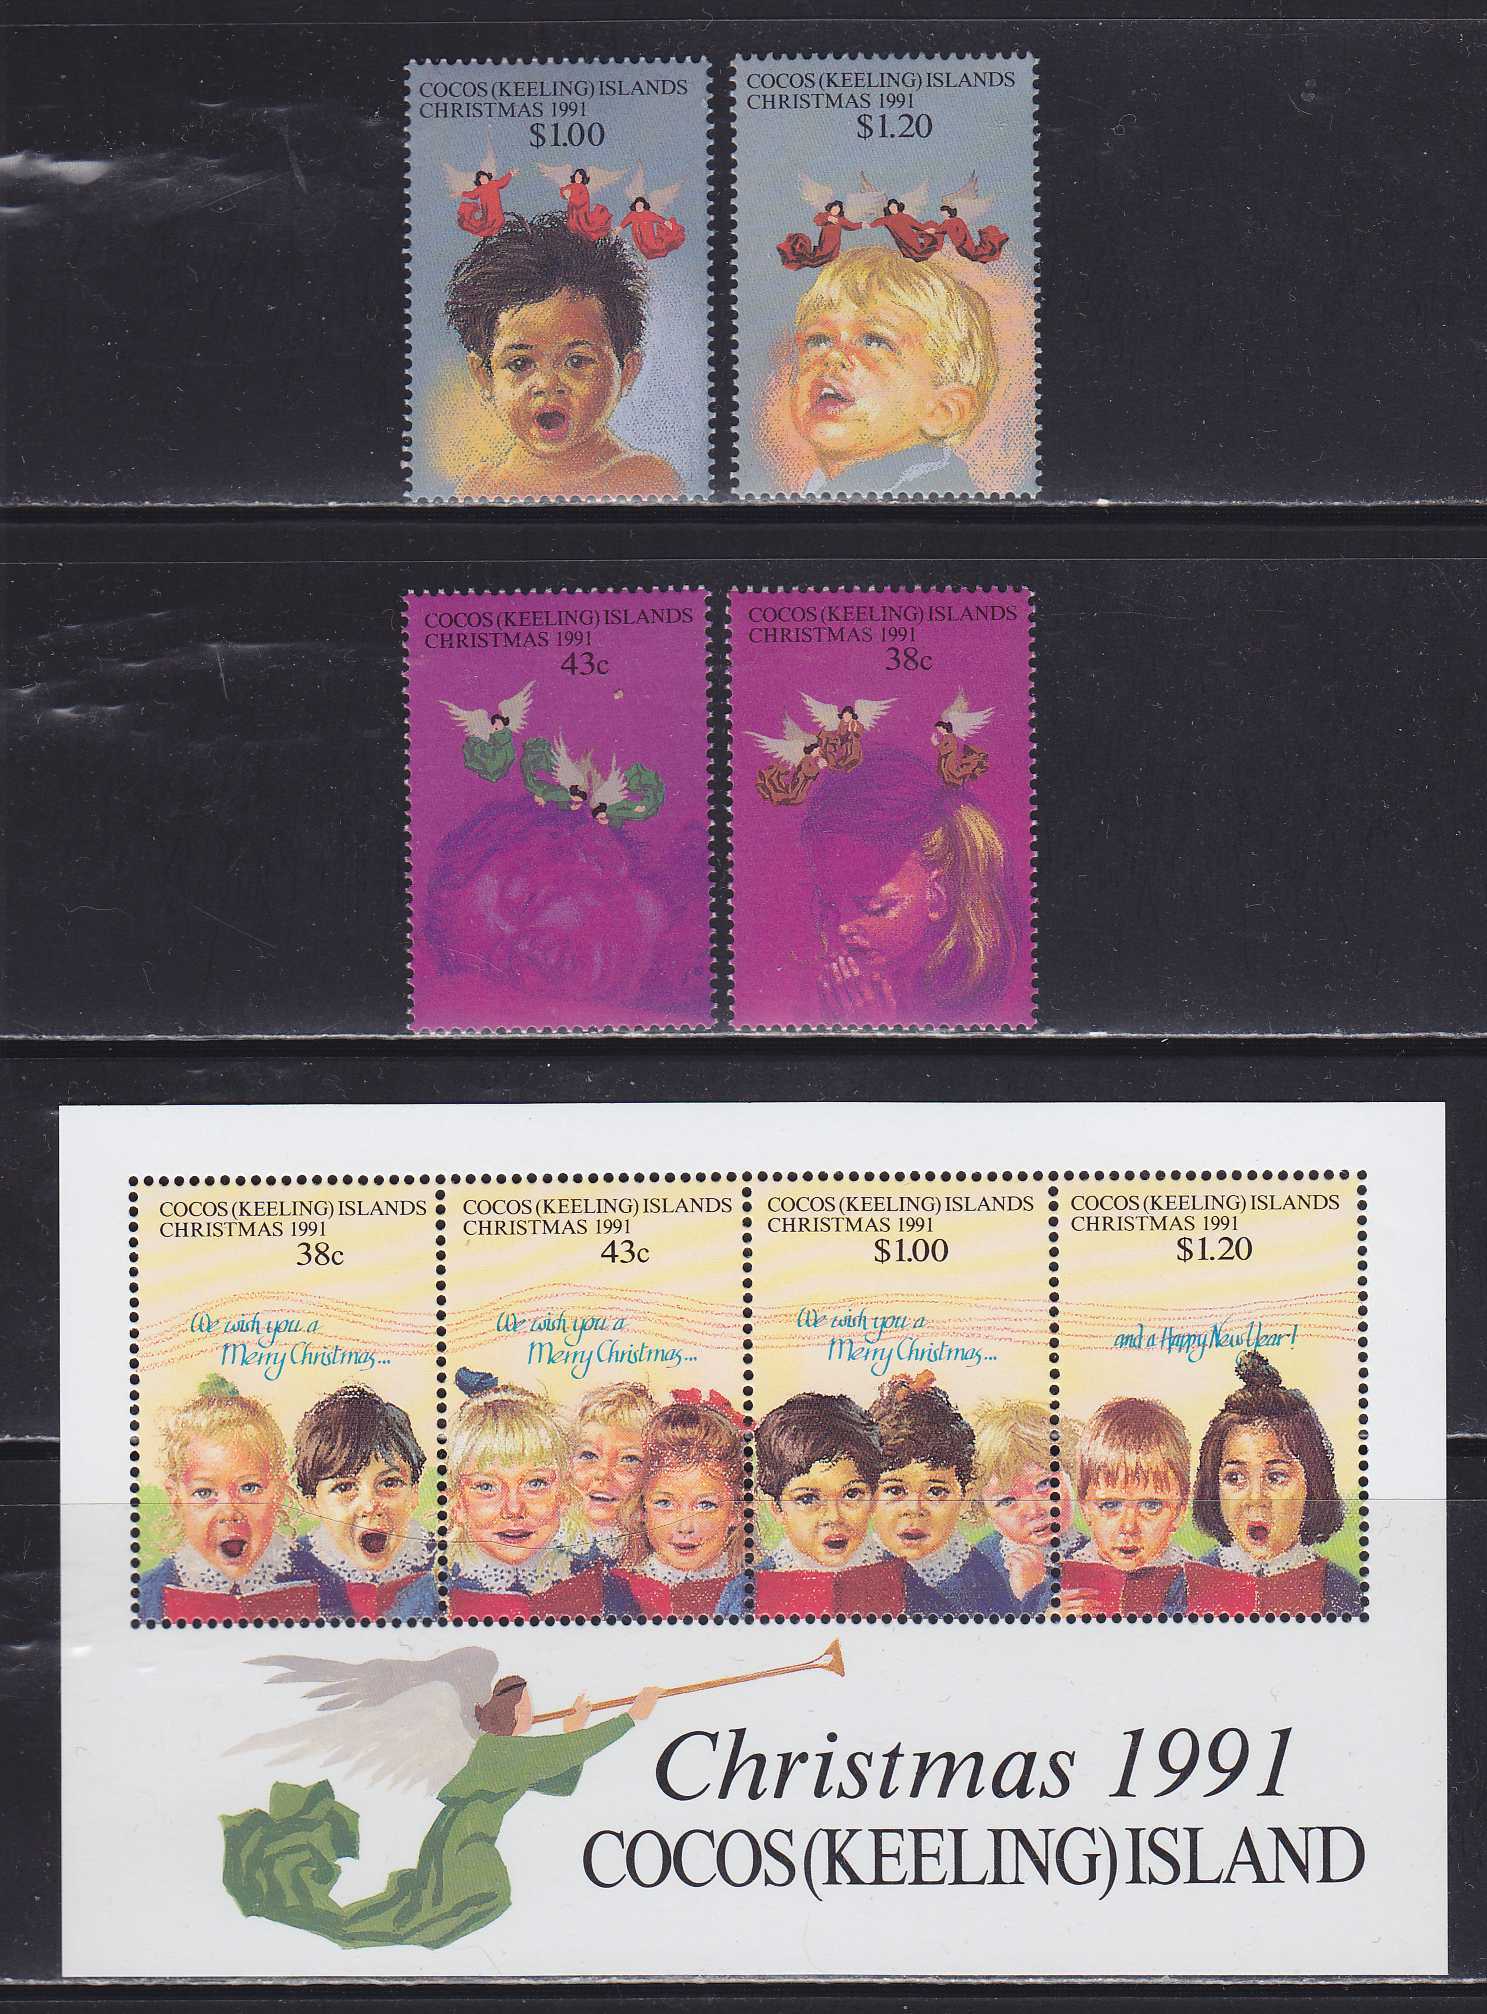 COCOS (KEELING) ISLANDS
CHRISTMAS 1991
$1.00
COCOS (KEELING) ISLANDS
CHRISTMAS 1991
$1.20
COCOS (KEELING) ISLANDS
CHRISTMAS 1991
43c
COCOS (KEELING) ISLANDS
CHRISTMAS 1991
38c
COCOS (KEELING) ISLANDS
CHRISTMAS 1991
38c
We wish you a
Merry Christmas...
COCOS (KEELING) ISLANDS
CHRISTMAS 1991
43c
We wish you a
Merry Christmas...
COCOS (KEELING) ISLANDS
CHRISTMAS 1991
$1.00
We wish you a
Merry Christmas...
COCOS (KEELING) ISLANDS
CHRISTMAS 1991
$1.20
and a Happy New Year!
Christmas 1991
COCOS (KEELING) ISLAND